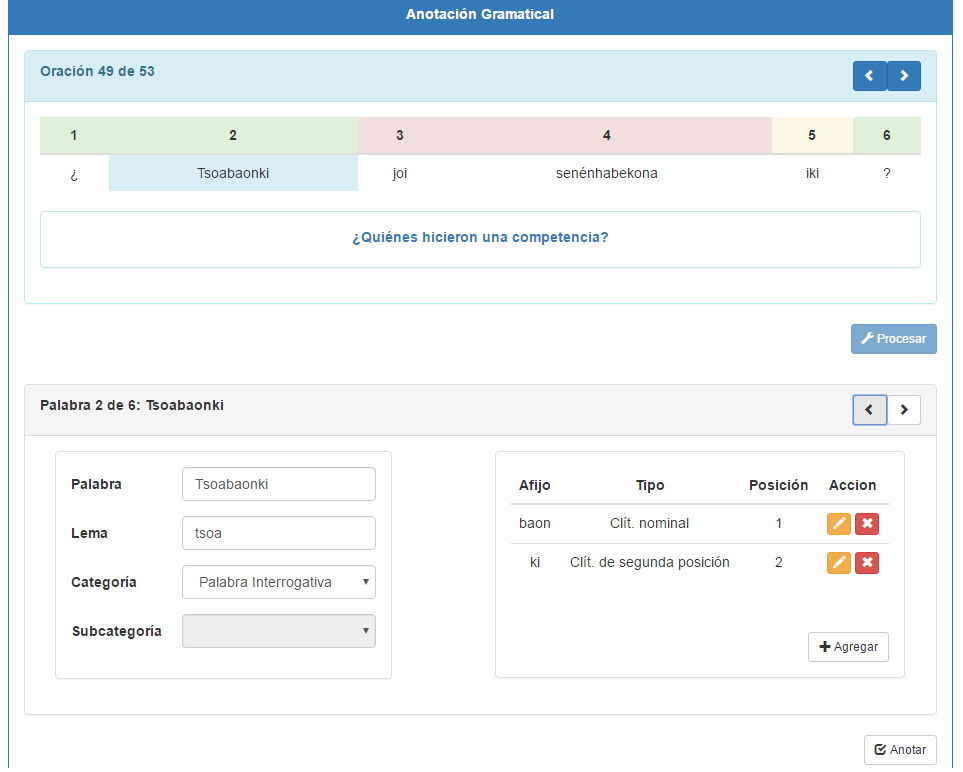 Anotación Gramatical
Oración 49 de 53
1 2 3 4 5 6
¿ Tsoabaonki joi senénhabekona iki ?
¿Quiénes hicieron una competencia?
Procesar
Palabra 2 de 6: Tsoabaonki
Palabra Tsoabaonki
Lema tsoa
Categoría Palabra Interrogativa
Subcategoría
Afijo Tipo Posición Accion
baon Clít. nominal 1
ki Clít. de segunda posición 2
Agregar
Anotar